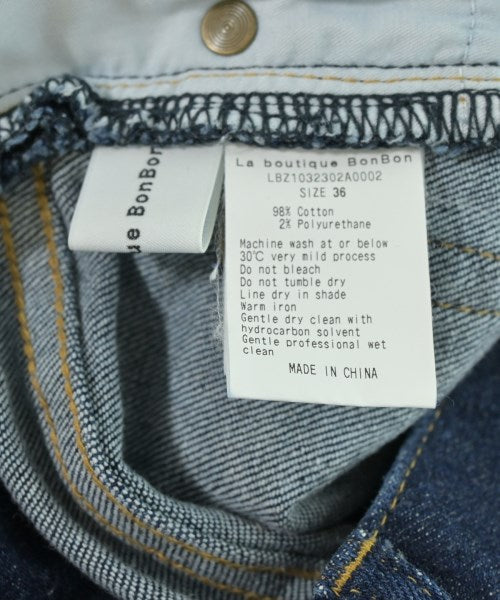 La boutique BonBon
LBZ1032302A0002
SIZE 36
98% Cotton
2% Polyurethane
Machine wash at or below
30℃ very mild process
Do not bleach
Do not tumble dry
Line dry in shade
Warm iron
Gentle dry clean with
hydrocarbon solvent
Gentle professional wet
clean
MADE IN CHINA
ue BonBon